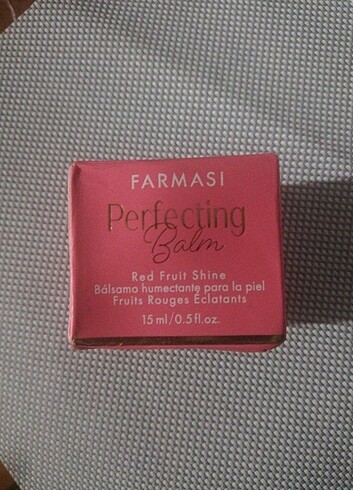 FARMASI
Perfecting
Balm
Red Fruit Shine
Bálsamo humectante para la piel
Fruits Rouges Éclatants
15 ml/0.5 fl.oz.